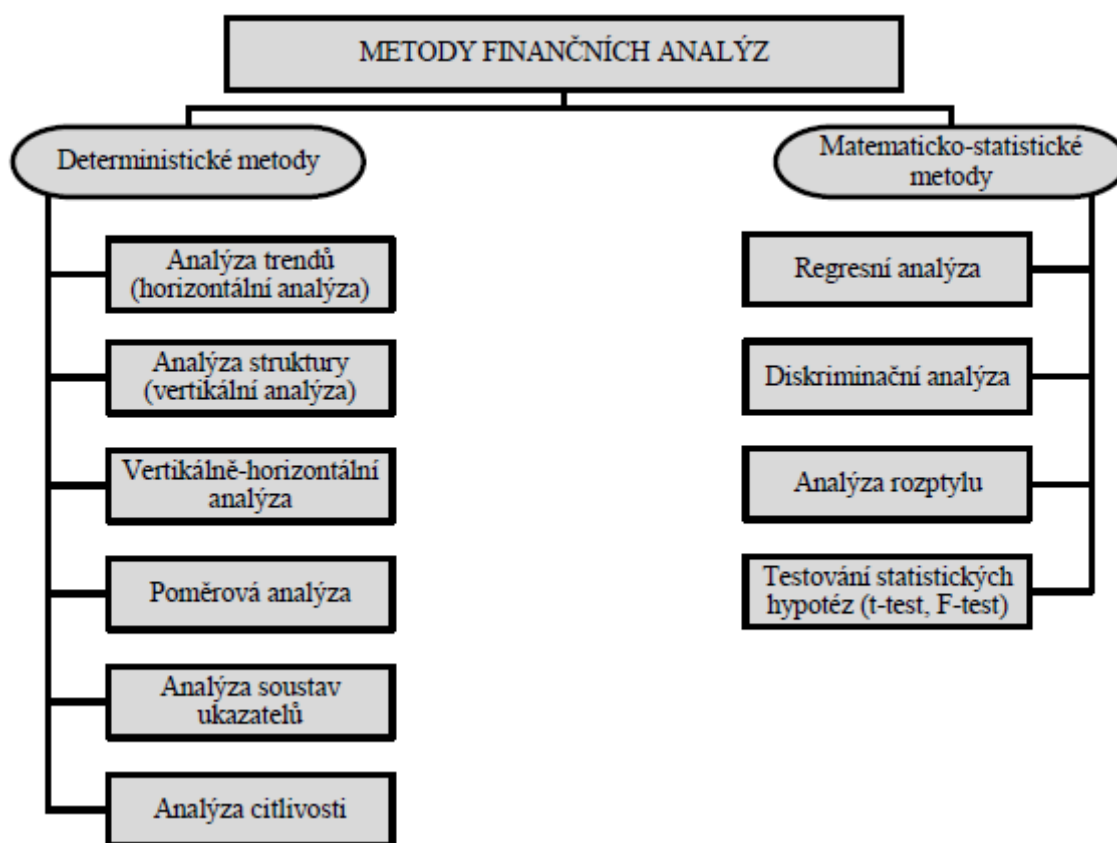 METODY FINANČNÍCH ANALÝZ
Deterministické metody
Analýza trendů
(horizontální analýza)
Analýza struktury
(vertikální analýza)
Vertikálně-horizontální
analýza
Poměrová analýza
Analýza soustav
ukazatelů
Analýza citlivosti
Matematicko-statistické
metody
Regresní analýza
Diskriminační analýza
Analýza rozptylu
Testování statistických
hypotéz (t-test, F-test)